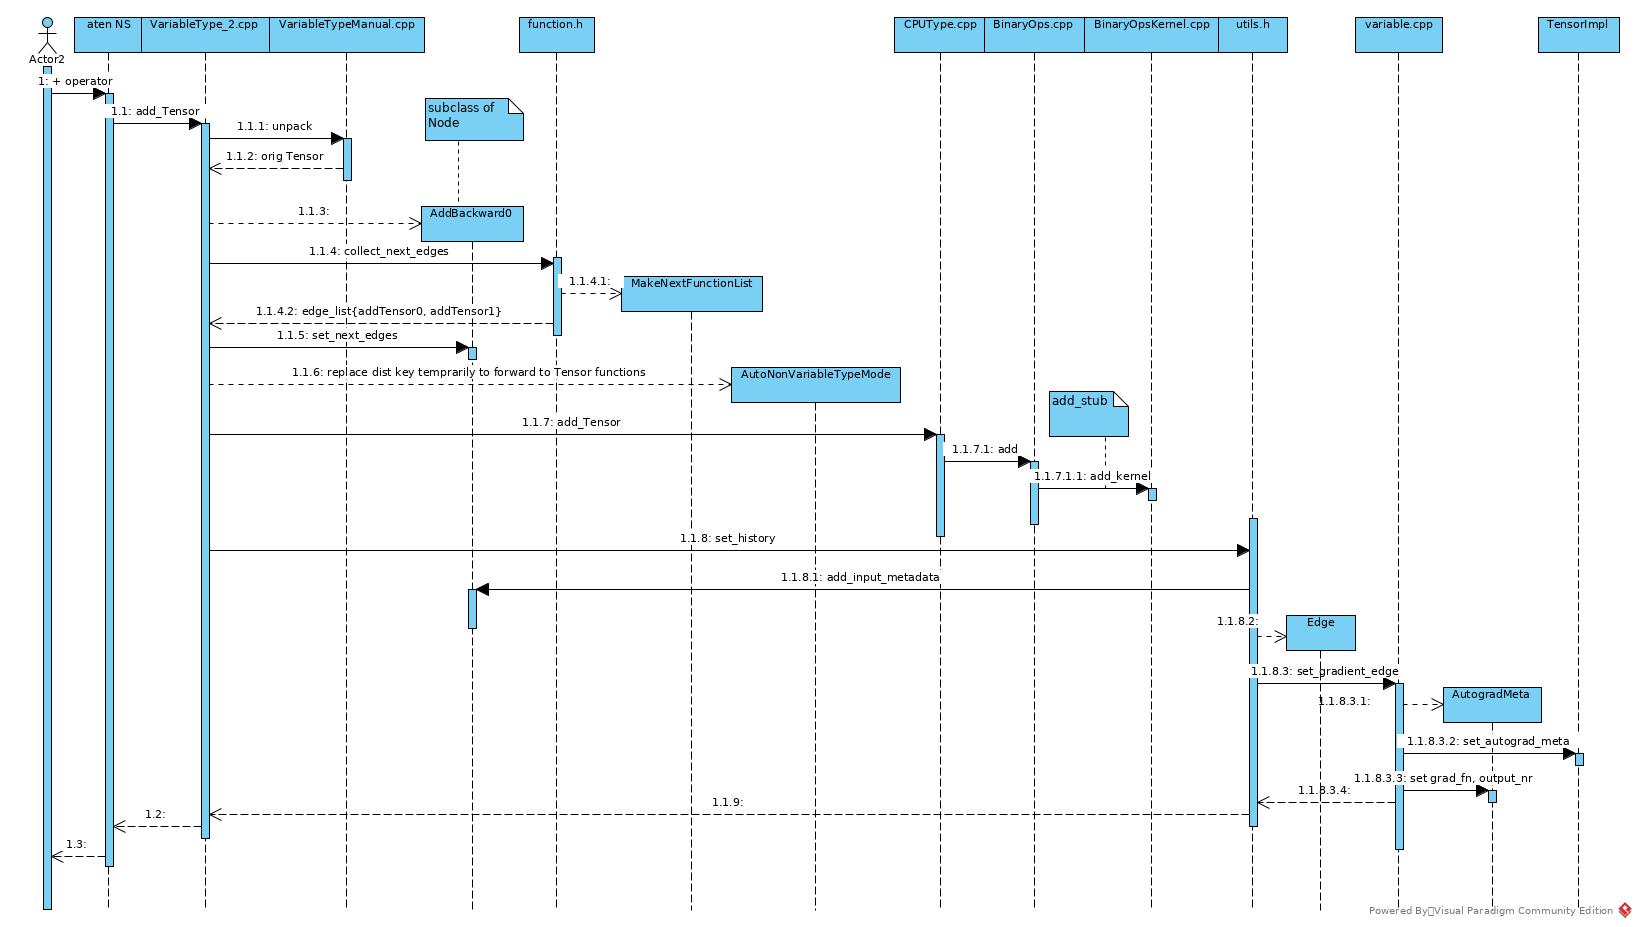 aten NS
VariableType_2.cpp
VariableTypeManual.cpp
function.h
CPUType.cpp
BinaryOps.cpp
BinaryOpsKernel.cpp
utils.h
variable.cpp
TensorImpl
Actor2
1: + operator
1.1: add_Tensor
subclass of
Node
1.1.1: unpack
1.1.2: orig Tensor
1.1.3:
AddBackward0
1.1.4: collect_next_edges
1.1.4.1:
MakeNextFunctionList
1.1.4.2: edge_list{addTensor0, addTensor1}
1.1.5: set_next_edges
1.1.6: replace dist key temprarily to forward to Tensor functions
AutoNonVariableTypeMode
add_stub
1.1.7: add_Tensor
1.1.7.1: add
1.1.7.1.1: add_kernel
1.1.8: set_history
1.1.8.1: add_input_metadata
1.1.8.2:
Edge
1.1.8.3: set_gradient_edge
1.1.8.3.1:
AutogradMeta
1.1.8.3.2: set_autograd_meta
1.1.8.3.3: set grad_fn, output_nr
1.1.8.3.4:
1.1.9:
1.2:
1.3:
Powered By Visual Paradigm Community Edition